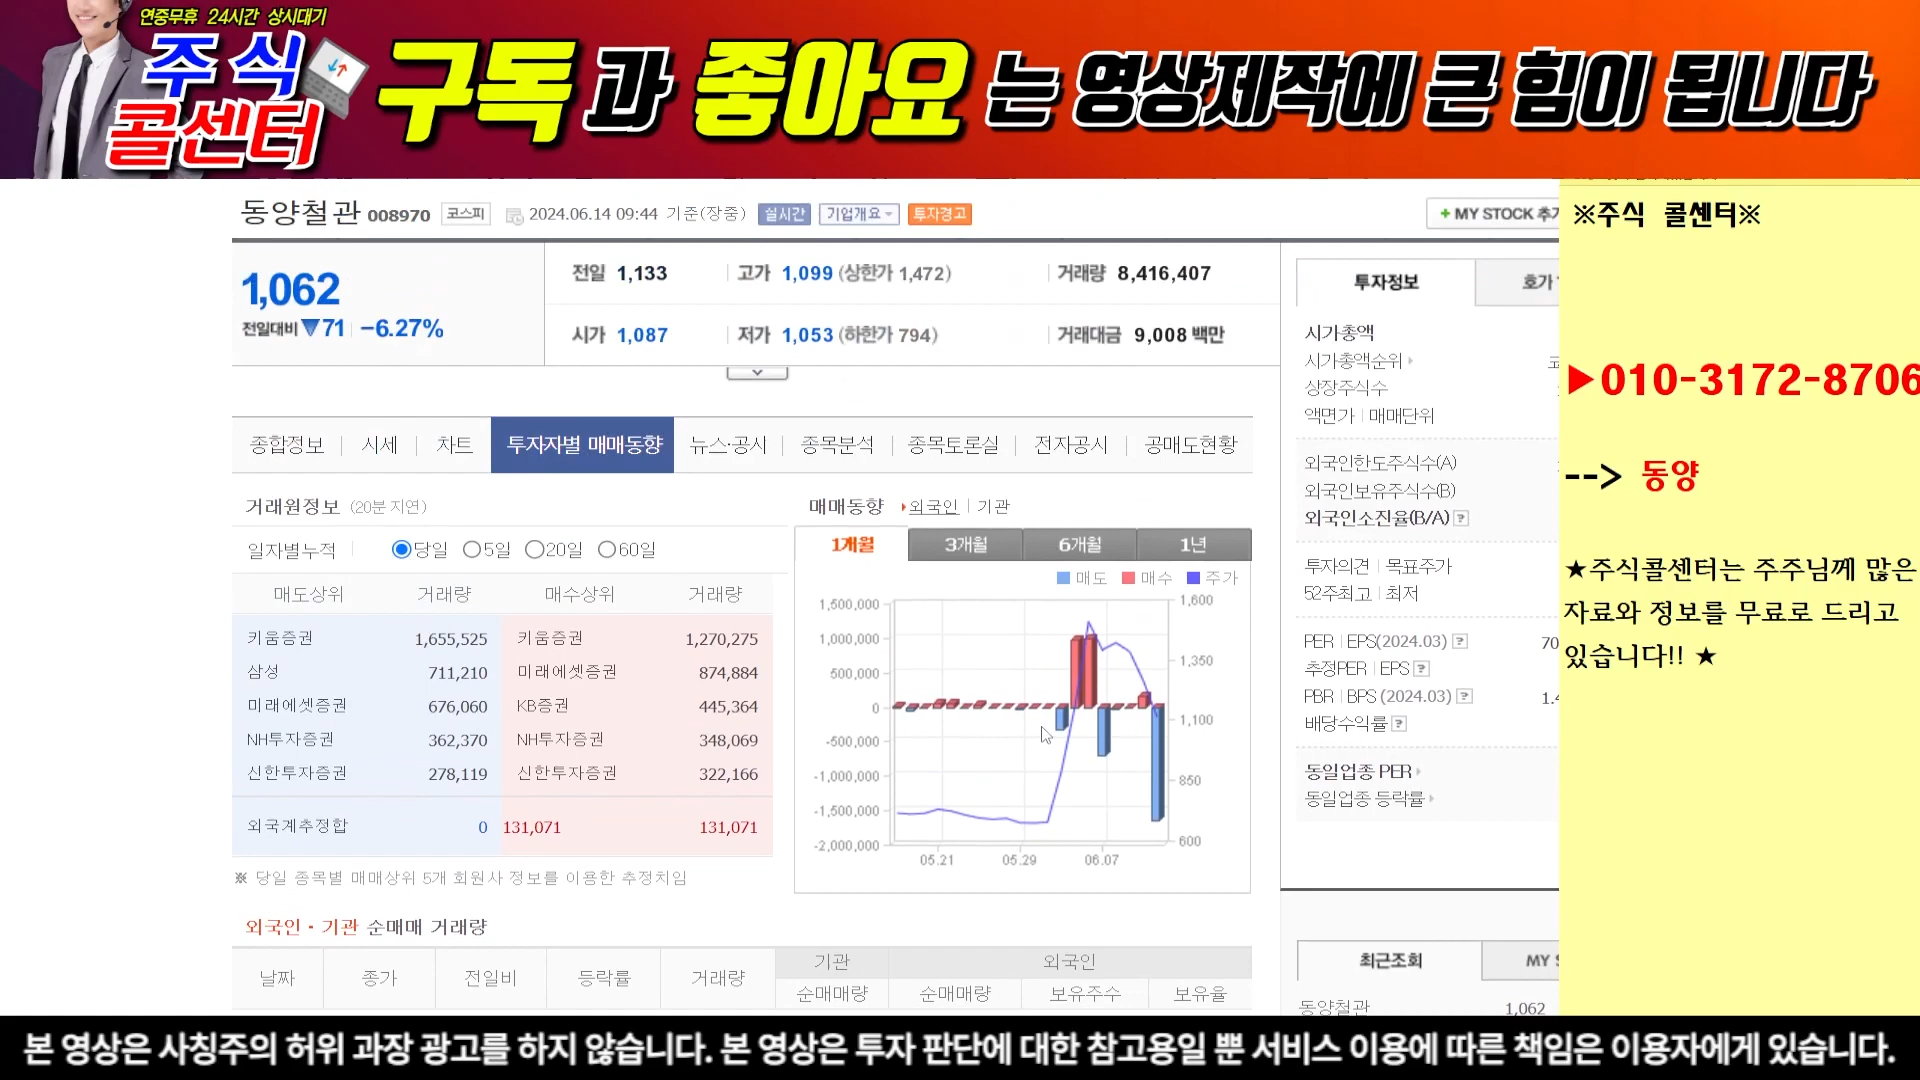 연중무휴 24시간 상시대기
주식
콜센터
구독과 좋아요는 영상제작에 큰 힘이 됩니다
동양철관 008970 코스피 2024.06.14 09:44 기준(장중) 실시간 기업개요 투자경고
+ MY STOCK 추가
1,062
전일대비 ▼71 -6.27%
전일 1,133 고가 1,099 (상한가 1,472) 거래량 8,416,407
시가 1,087 저가 1,053 (하한가 794) 거래대금 9,008 백만
종합정보 시세 차트 투자자별 매매동향 뉴스·공시 종목분석 종목토론실 전자공시 공매도현황
거래원정보 (20분 지연)
일자별누적 당일 5일 20일 60일
매도상위 거래량 매수상위 거래량
키움증권 1,655,525 키움증권 1,270,275
삼성 711,210 미래에셋증권 874,884
미래에셋증권 676,060 KB증권 445,364
NH투자증권 362,370 NH투자증권 348,069
신한투자증권 278,119 신한투자증권 322,166
외국계추정합 0 131,071 131,071
※ 당일 종목별 매매상위 5개 회원사 정보를 이용한 추정치임
매매동향 외국인 기관
1개월 3개월 6개월 1년
매도 매수 주가
1,500,000 1,600
1,000,000
500,000 1,350
0 1,100
-500,000
-1,000,000 850
-1,500,000
-2,000,000 600
05.21 05.29 06.07
외국인·기관 순매매 거래량
날짜 종가 전일비 등락률 거래량 기관 외국인
순매매량 순매매량 보유주수 보유율
투자정보 호가
시가총액
시가총액순위 코
상장주식수
액면가 매매단위
외국인한도주식수(A)
외국인보유주식수(B)
외국인소진율(B/A) ?
투자의견 목표주가
52주최고 최저
PER EPS(2024.03) ? 70
추정PER EPS ?
PBR BPS (2024.03) ? 1.4
배당수익률 ?
동일업종 PER
동일업종 등락률
최근조회 MY S
동양철관 1,062
※주식 콜센터※
▶010-3172-8706
--> 동양
★주식콜센터는 주주님께 많은
자료와 정보를 무료로 드리고
있습니다!! ★
본 영상은 사칭주의 허위 과장 광고를 하지 않습니다. 본 영상은 투자 판단에 대한 참고용일 뿐 서비스 이용에 따른 책임은 이용자에게 있습니다.